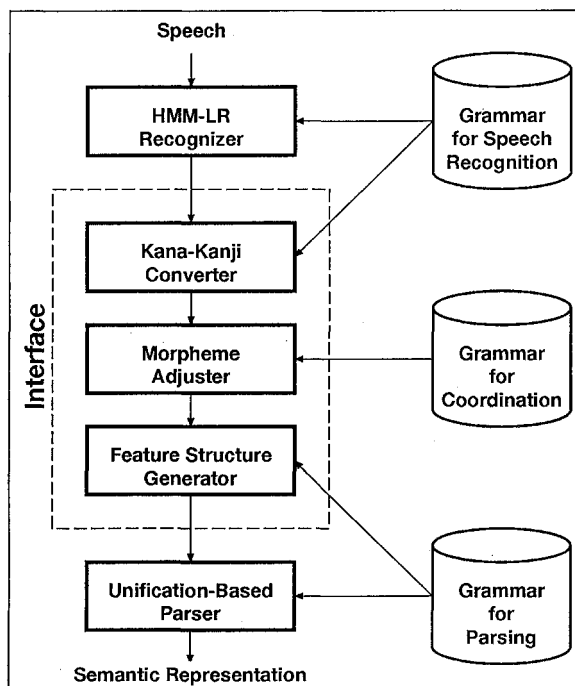 Speech
HMM-LR
Recognizer
Grammar
for Speech
Recognition
Interface
Kana-Kanji
Converter
Morpheme
Adjuster
Grammar
for
Coordination
Feature Structure
Generator
Unification-Based
Parser
Grammar
for
Parsing
Semantic Representation